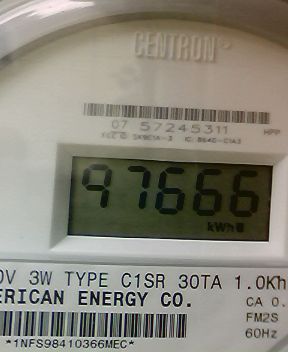 CENTRON
07 57245311 HPP
97666
kWh
0V 3W TYPE C1SR 30TA 1.0Kh
ERICAN ENERGY CO. CA 0.
FM2S
*1NFS98410366MEC* 60Hz